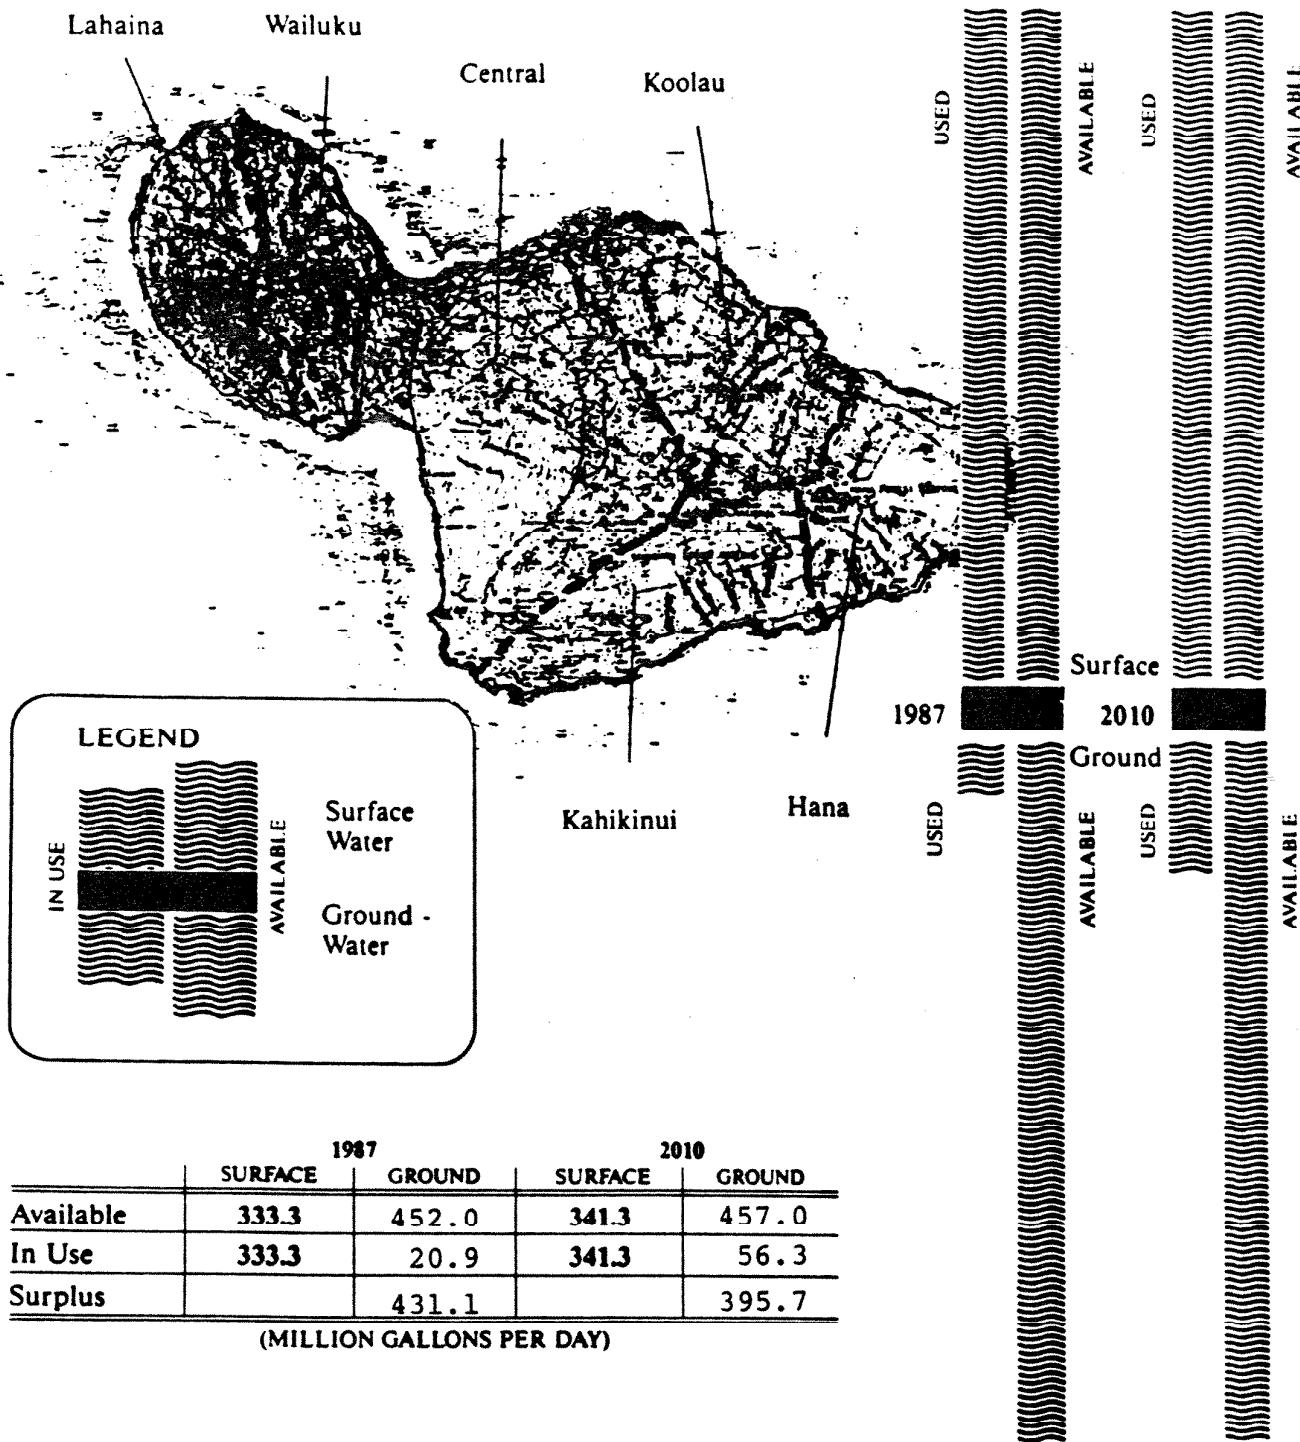 Lahaina
Wailuku
Central
Koolau
USED
AVAILABLE
USED
AVAILABLE
Surface
1987
2010
Ground
Kahikinui
Hana
USED
AVAILABLE
USED
AVAILABLE
LEGEND
IN USE
AVAILABLE
Surface
Water
Ground -
Water
1987 2010
SURFACE GROUND SURFACE GROUND
Available 333.3 452.0 341.3 457.0
In Use 333.3 20.9 341.3 56.3
Surplus 431.1 395.7
(MILLION GALLONS PER DAY)